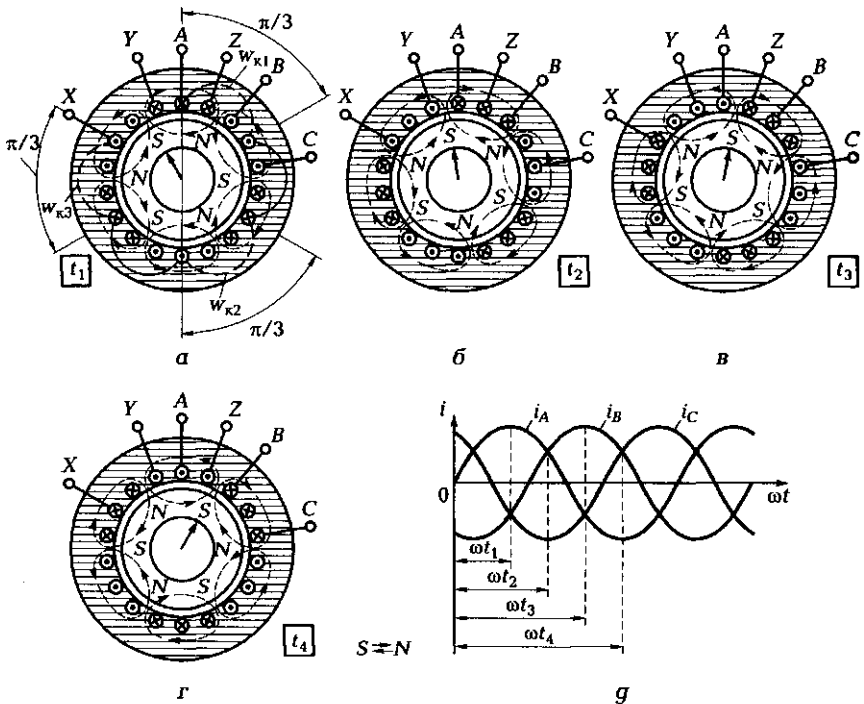 π/3
Y A Z
w_к1
B
X
C
π/3
S N
N S
S N
w_к3
w_к2
π/3
t₁
а
Y A Z
B
X
C
S N
N S
S N
t₂
б
Y A Z
B
X
C
S N
N S
S N
t₃
в
Y A Z
B
X
C
N S
S N
N S
t₄
г
S ⇄ N
i
i_A i_B i_C
0
ωt
ωt₁
ωt₂
ωt₃
ωt₄
д